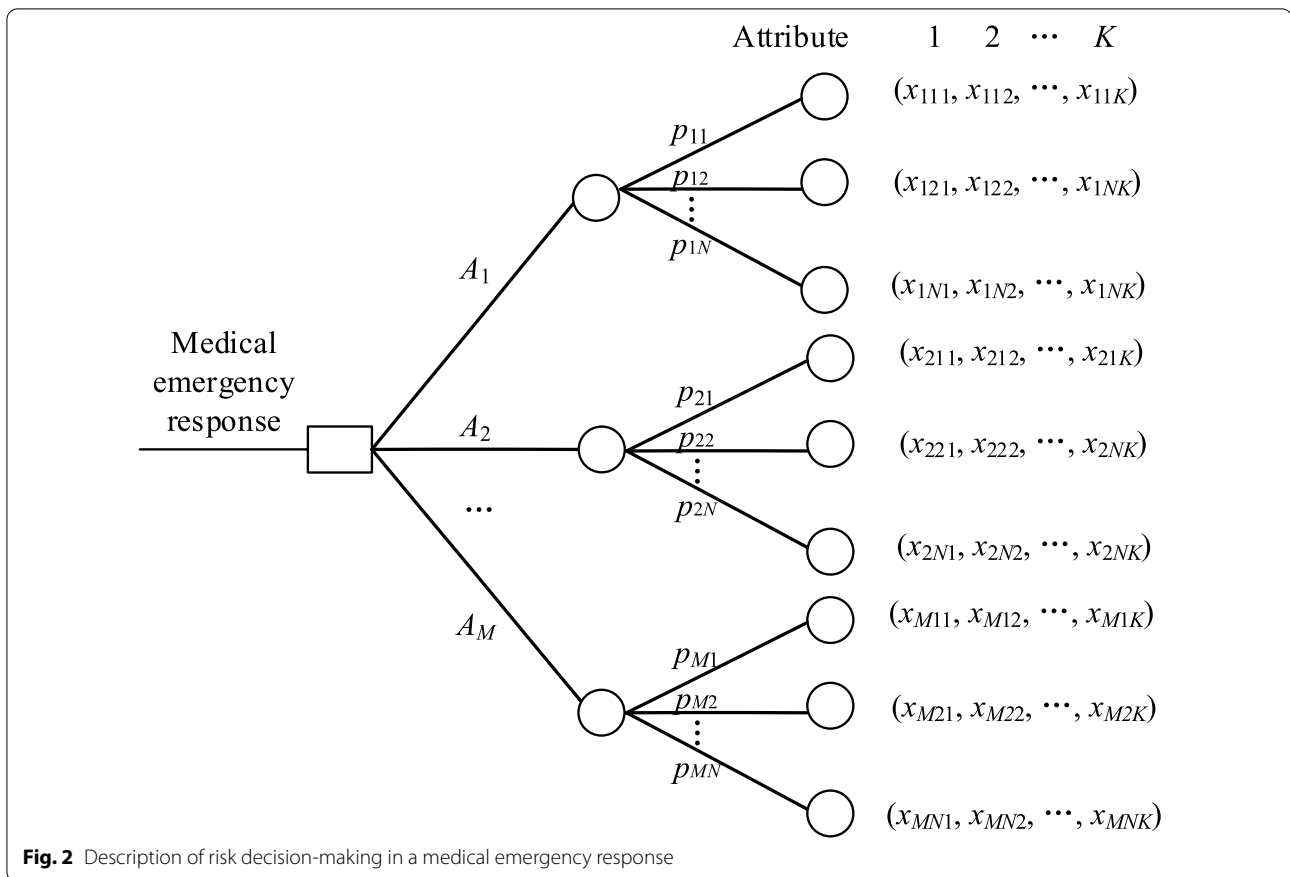 Attribute 1 2 ⋯ K
(x111, x112, ⋯, x11K)
p11
p12
(x121, x122, ⋯, x1NK)
⋮
p1N
A1
(x1N1, x1N2, ⋯, x1NK)
Medical
emergency
response
(x211, x212, ⋯, x21K)
p21
A2
p22
(x221, x222, ⋯, x2NK)
⋮
p2N
...
(x2N1, x2N2, ⋯, x2NK)
AM
(xM11, xM12, ⋯, xM1K)
pM1
pM2
(xM21, xM22, ⋯, xM2K)
⋮
pMN
(xMN1, xMN2, ⋯, xMNK)
Fig. 2 Description of risk decision-making in a medical emergency response